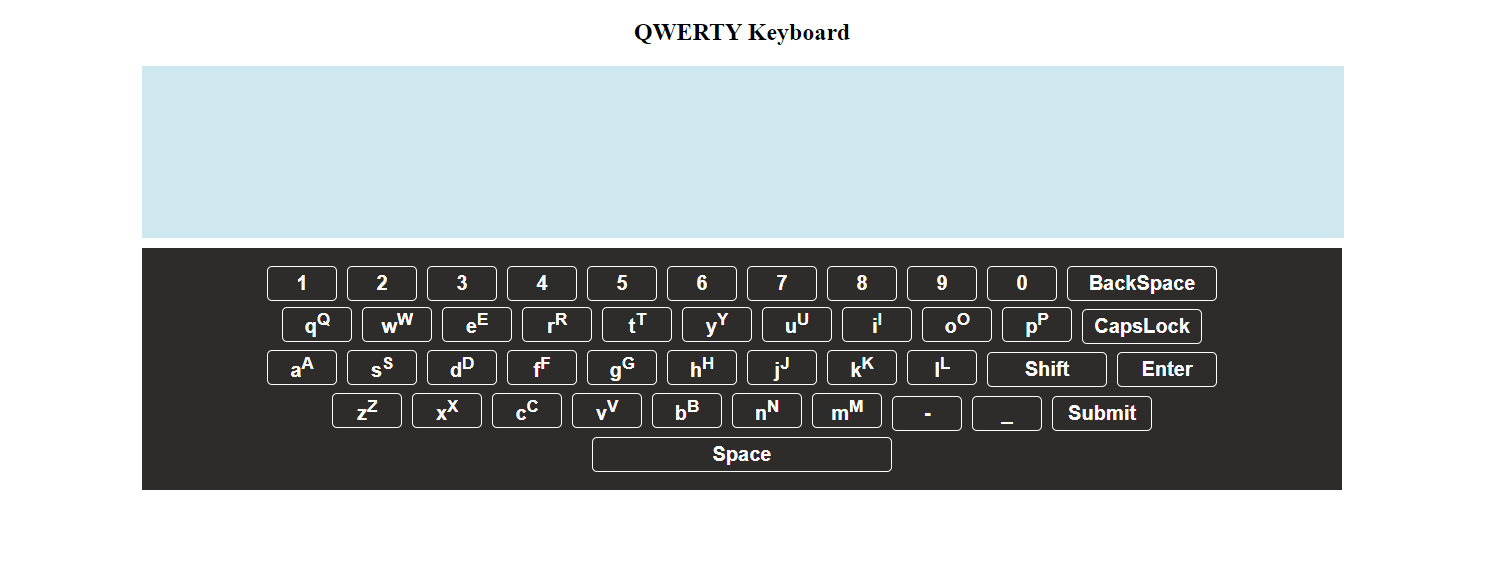 QWERTY Keyboard
1 2 3 4 5 6 7 8 9 0 BackSpace
qQ wW eE rR tT yY uU iI oO pP CapsLock
aA sS dD fF gG hH jJ kK lL Shift Enter
zZ xX cC vV bB nN mM - _ Submit
Space